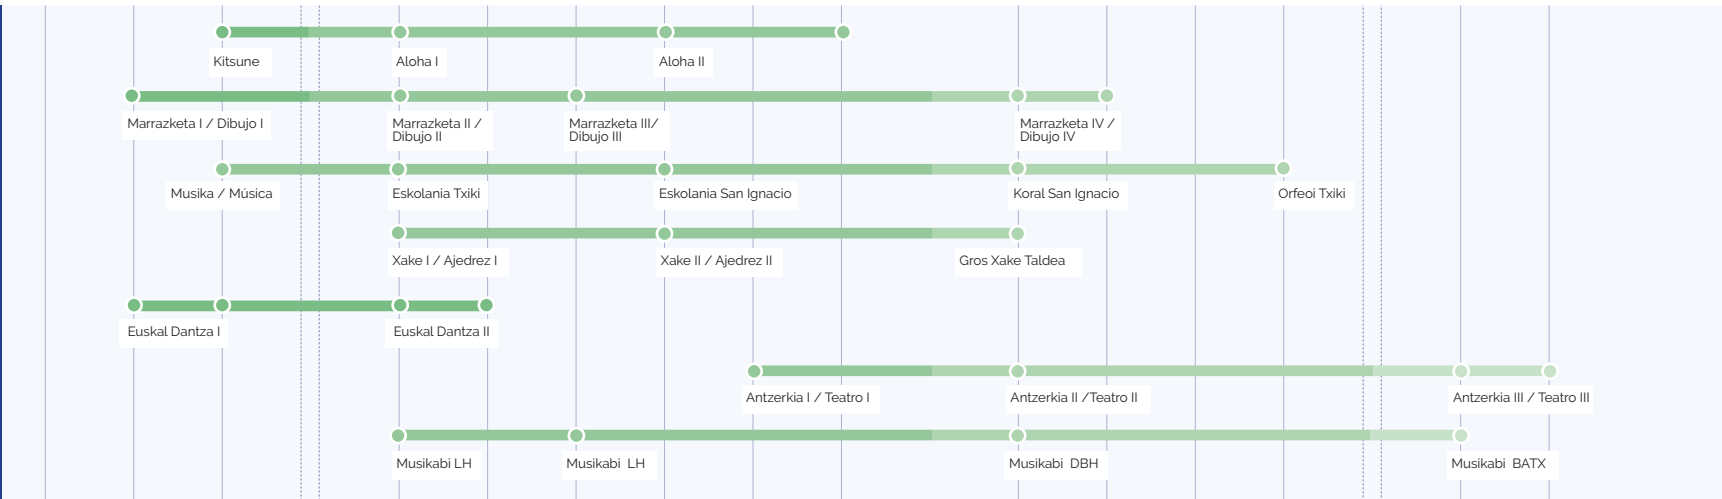 Kitsune
Aloha I
Aloha II
Marrazketa I / Dibujo I
Marrazketa II /
Dibujo II
Marrazketa III/
Dibujo III
Marrazketa IV /
Dibujo IV
Musika / Música
Eskolania Txiki
Eskolania San Ignacio
Koral San Ignacio
Orfeoi Txiki
Xake I / Ajedrez I
Xake II / Ajedrez II
Gros Xake Taldea
Euskal Dantza I
Euskal Dantza II
Antzerkia I / Teatro I
Antzerkia II /Teatro II
Antzerkia III / Teatro III
Musikabi LH
Musikabi LH
Musikabi DBH
Musikabi BATX